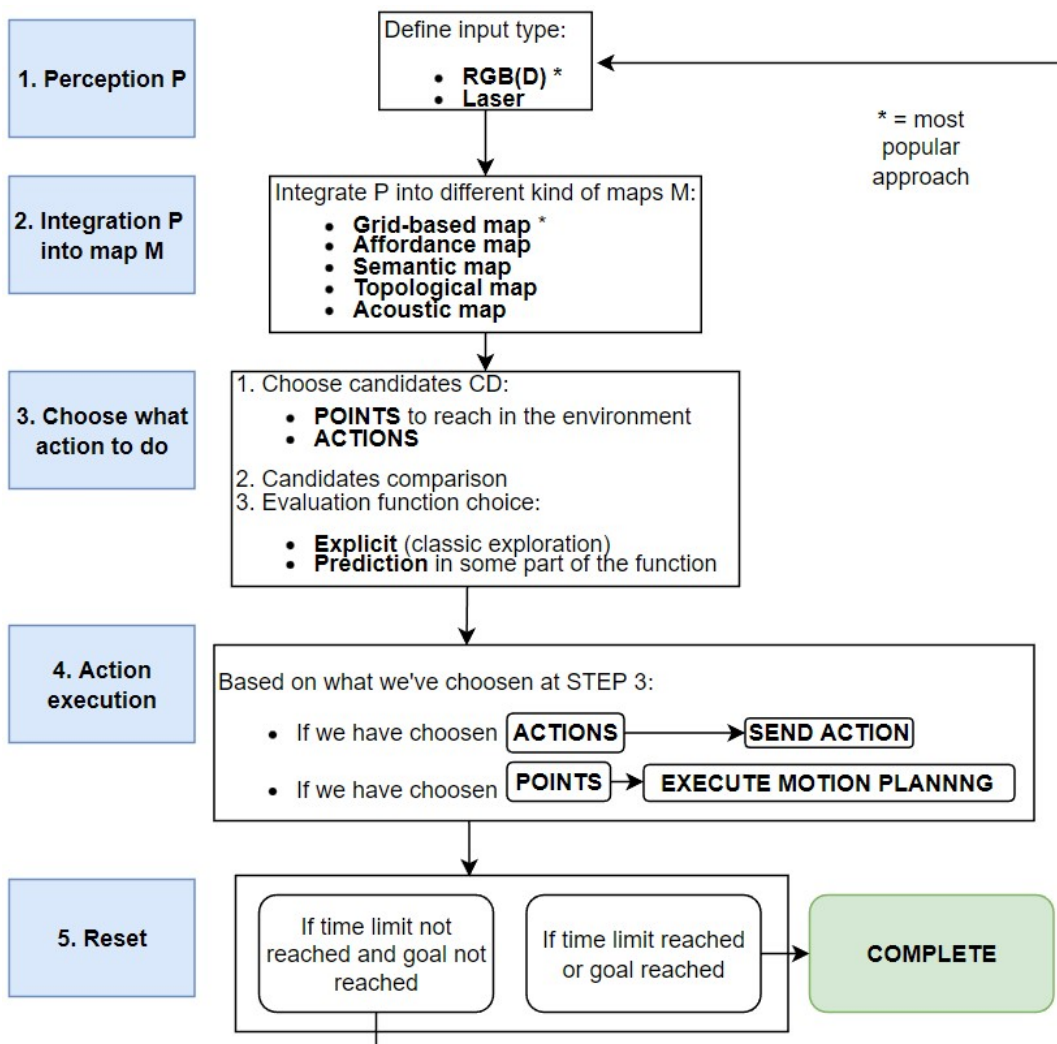 1. Perception P
Define input type:
• RGB(D) *
• Laser
* = most
popular
approach
2. Integration P
into map M
Integrate P into different kind of maps M:
• Grid-based map *
• Affordance map
• Semantic map
• Topological map
• Acoustic map
3. Choose what
action to do
1. Choose candidates CD:
• POINTS to reach in the environment
• ACTIONS
2. Candidates comparison
3. Evaluation function choice:
• Explicit (classic exploration)
• Prediction in some part of the function
4. Action
execution
Based on what we've choosen at STEP 3:
• If we have choosen ACTIONS SEND ACTION
• If we have choosen POINTS EXECUTE MOTION PLANNNG
5. Reset
If time limit not
reached and goal not
reached
If time limit reached
or goal reached
COMPLETE